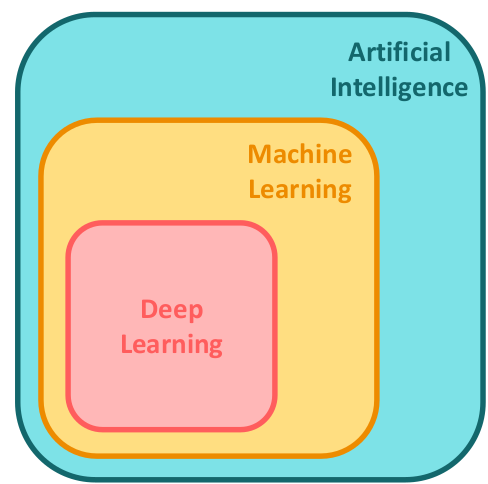 Artificial
Intelligence
Machine
Learning
Deep
Learning